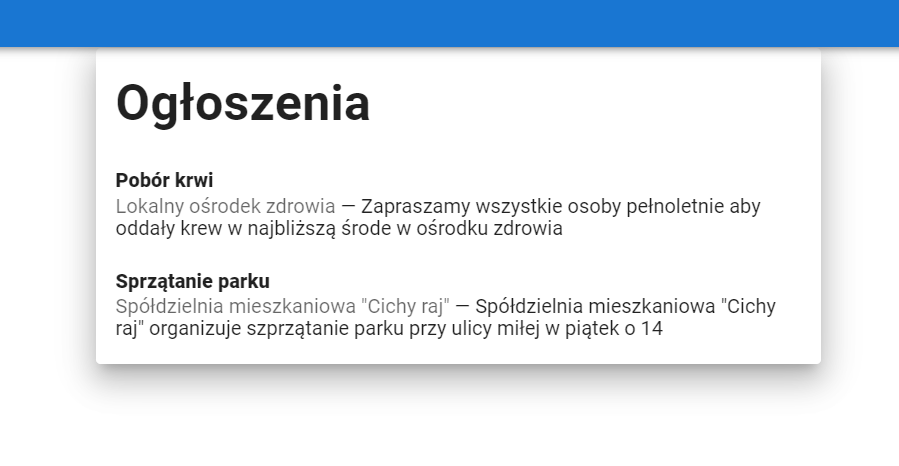 Ogłoszenia
Pobór krwi
Lokalny ośrodek zdrowia — Zapraszamy wszystkie osoby pełnoletnie aby
oddały krew w najbliższą środe w ośrodku zdrowia
Sprzątanie parku
Spółdzielnia mieszkaniowa "Cichy raj" — Spółdzielnia mieszkaniowa "Cichy
raj" organizuje szprzątanie parku przy ulicy miłej w piątek o 14